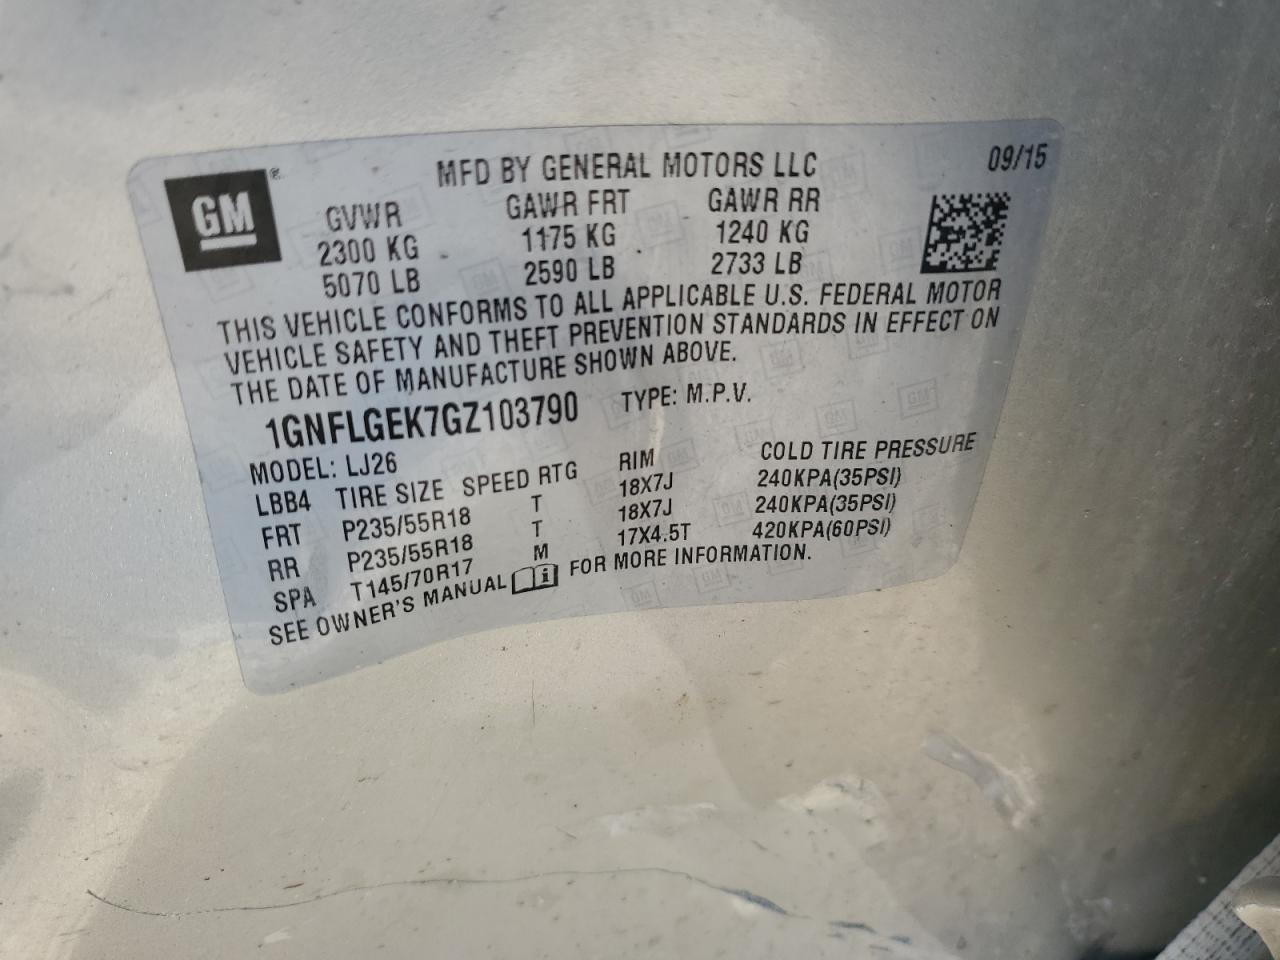 GM®
MFD BY GENERAL MOTORS LLC 09/15
GVWR GAWR FRT GAWR RR
2300 KG 1175 KG 1240 KG
5070 LB 2590 LB 2733 LB
THIS VEHICLE CONFORMS TO ALL APPLICABLE U.S. FEDERAL MOTOR
VEHICLE SAFETY AND THEFT PREVENTION STANDARDS IN EFFECT ON
THE DATE OF MANUFACTURE SHOWN ABOVE.
1GNFLGEK7GZ103790 TYPE: M.P.V.
MODEL: LJ26
LBB4 TIRE SIZE SPEED RTG RIM COLD TIRE PRESSURE
FRT P235/55R18 T 18X7J 240KPA(35PSI)
RR P235/55R18 T 18X7J 240KPA(35PSI)
SPA T145/70R17 M 17X4.5T 420KPA(60PSI)
SEE OWNER'S MANUAL FOR MORE INFORMATION.